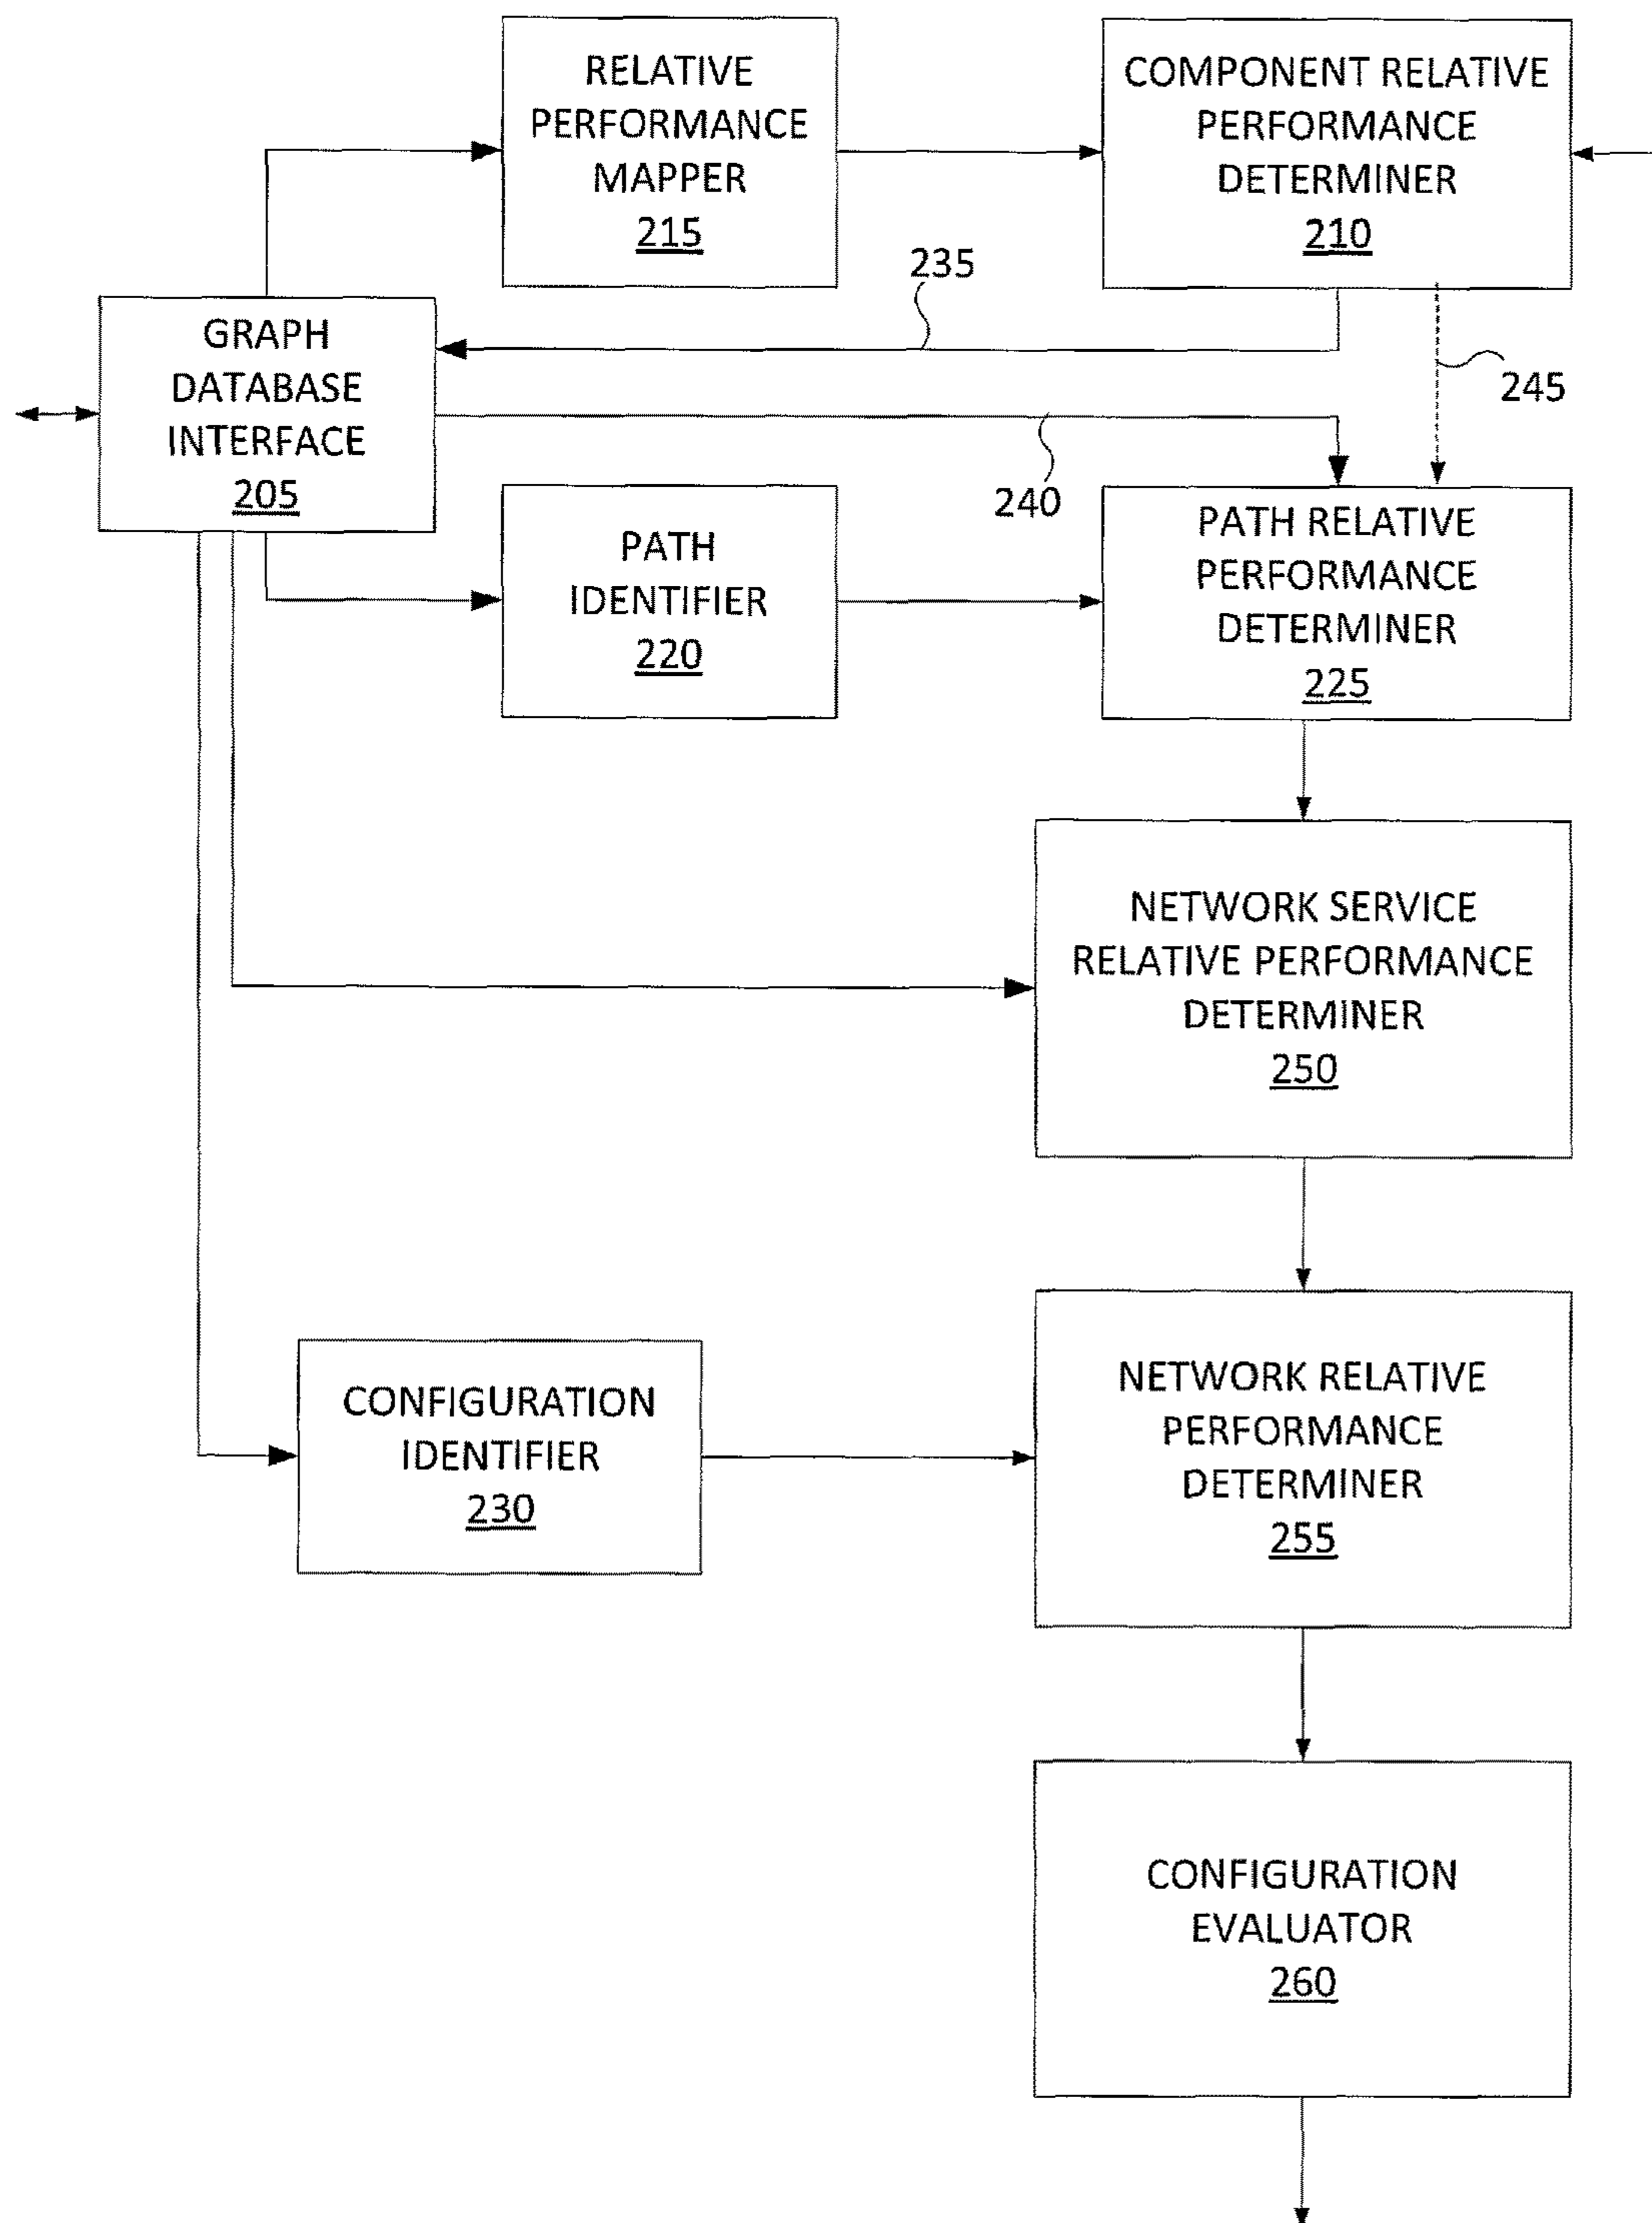 RELATIVE
PERFORMANCE
MAPPER
215
COMPONENT RELATIVE
PERFORMANCE
DETERMINER
210
235
GRAPH
DATABASE
INTERFACE
205
245
240
PATH
IDENTIFIER
220
PATH RELATIVE
PERFORMANCE
DETERMINER
225
NETWORK SERVICE
RELATIVE PERFORMANCE
DETERMINER
250
CONFIGURATION
IDENTIFIER
230
NETWORK RELATIVE
PERFORMANCE
DETERMINER
255
CONFIGURATION
EVALUATOR
260